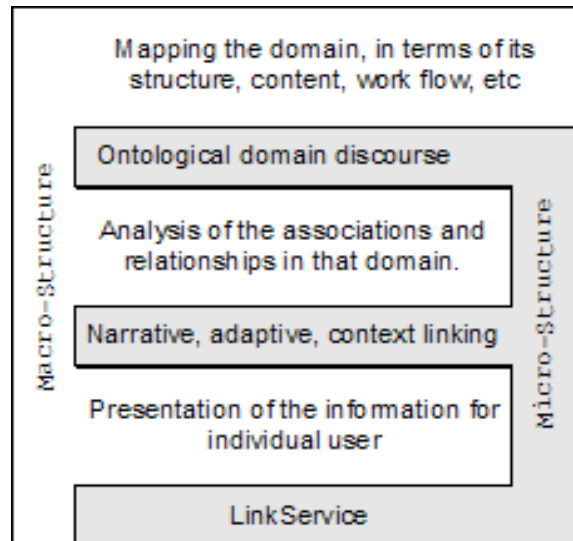 Mapping the domain, in terms of its
structure, content, work flow, etc
Macro-Structure
Ontological domain discourse
Analysis of the associations and
relationships in that domain.
Narrative, adaptive, context linking
Presentation of the information for
individual user
LinkService
Micro-Structure